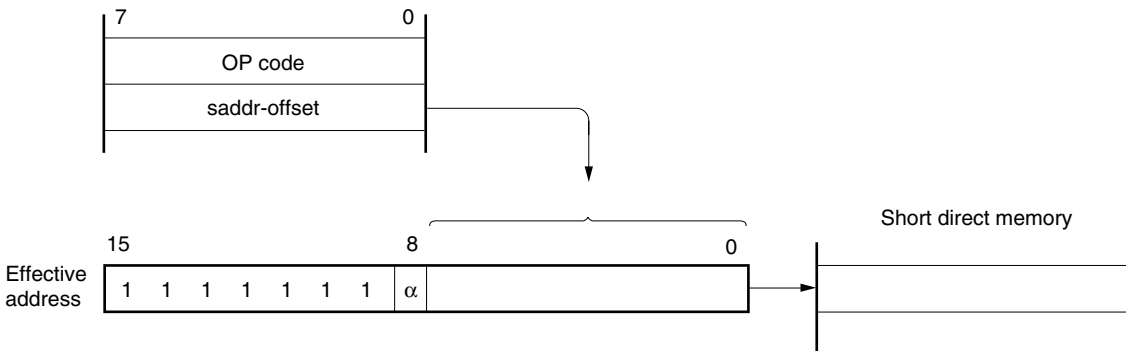 7 0
OP code
saddr-offset
Short direct memory
15 8 0
Effective
address
1 1 1 1 1 1 1 α